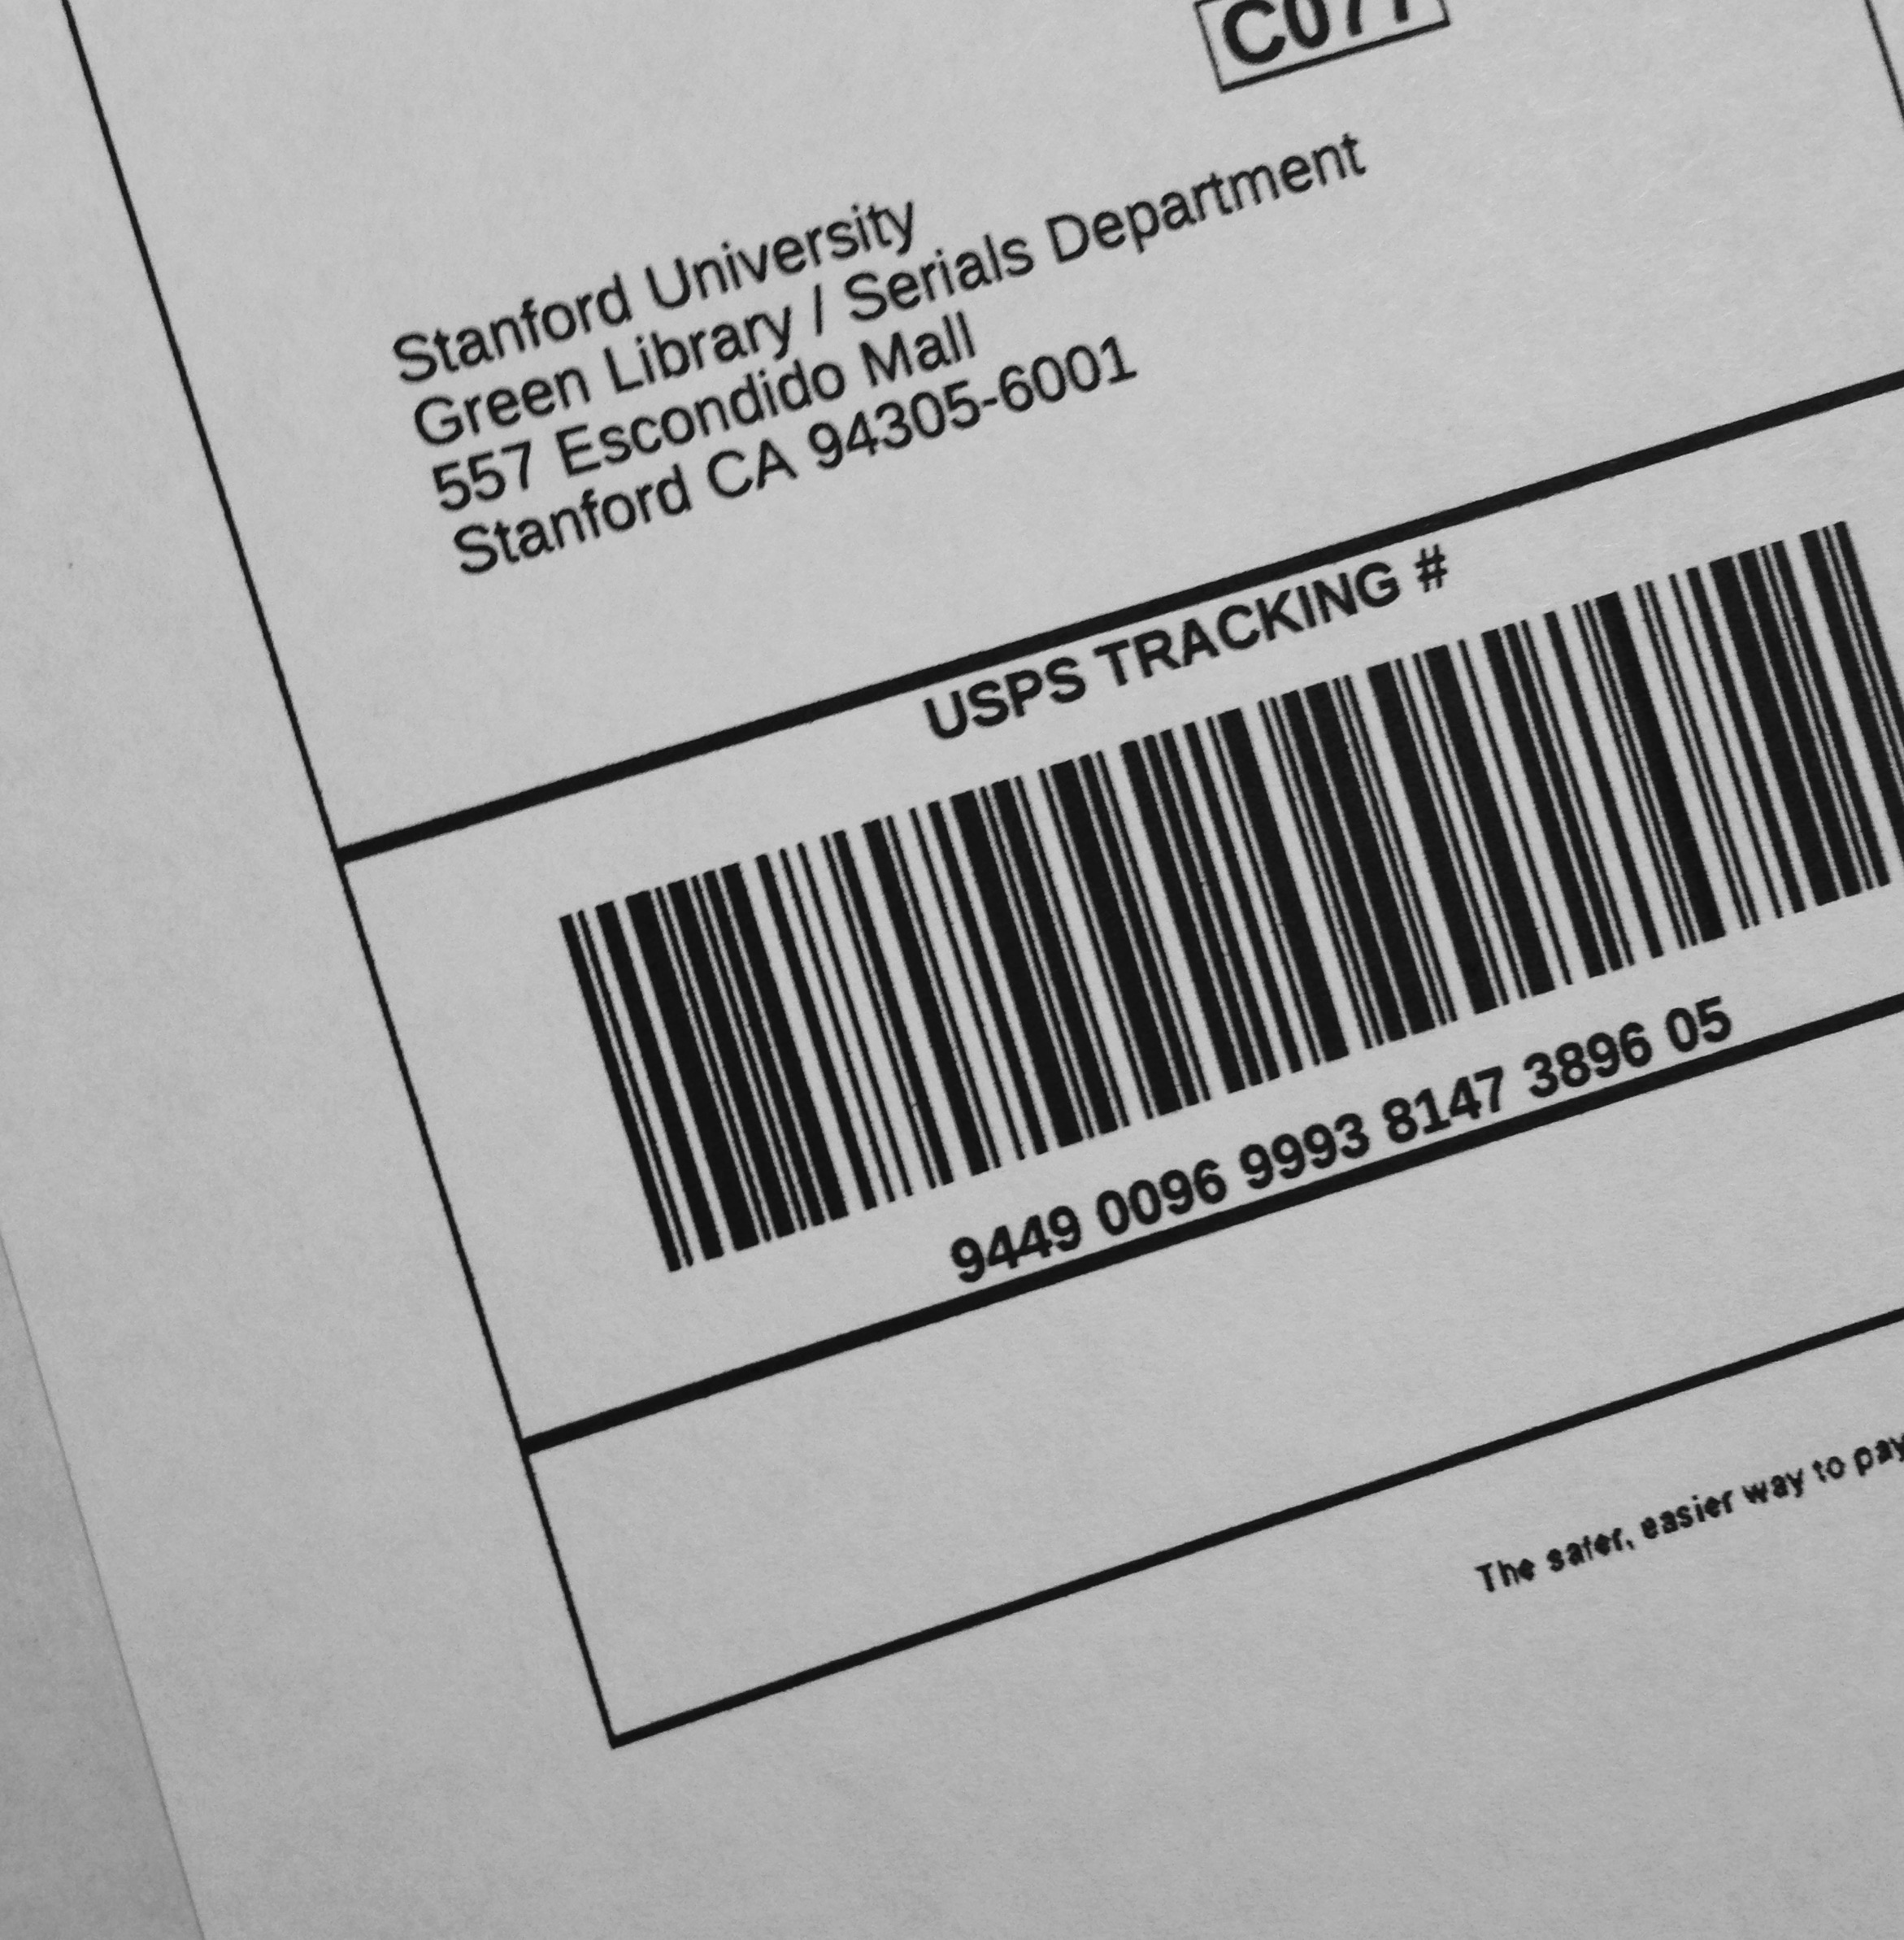 C077
Stanford University
Green Library / Serials Department
557 Escondido Mall
Stanford CA 94305-6001
USPS TRACKING #
9449 0096 9993 8147 3896 05
The safer, easier way to pay